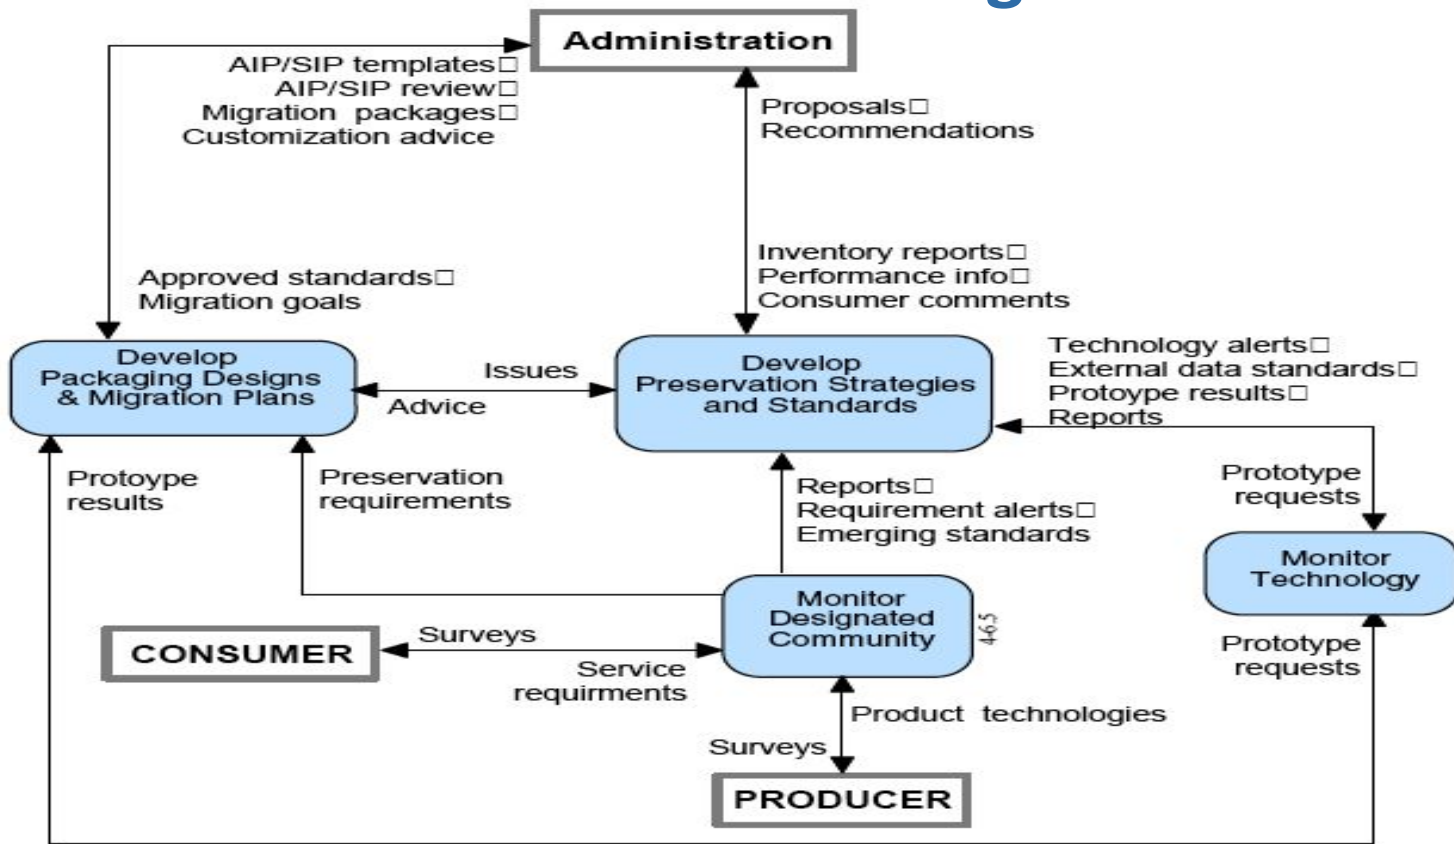 Administration
AIP/SIP templates□
AIP/SIP review□
Migration packages□
Customization advice
Proposals□
Recommendations
Approved standards□
Migration goals
Inventory reports□
Performance info□
Consumer comments
Develop
Packaging Designs
& Migration Plans
Issues
Advice
Develop
Preservation Strategies
and Standards
Technology alerts□
External data standards□
Protoype results□
Reports
Protoype
results
Preservation
requirements
Reports□
Requirement alerts□
Emerging standards
Prototype
requests
Monitor
Technology
Monitor
Designated
Community
4-6.5
CONSUMER
Surveys
Service
requirments
Prototype
requests
Product technologies
Surveys
PRODUCER